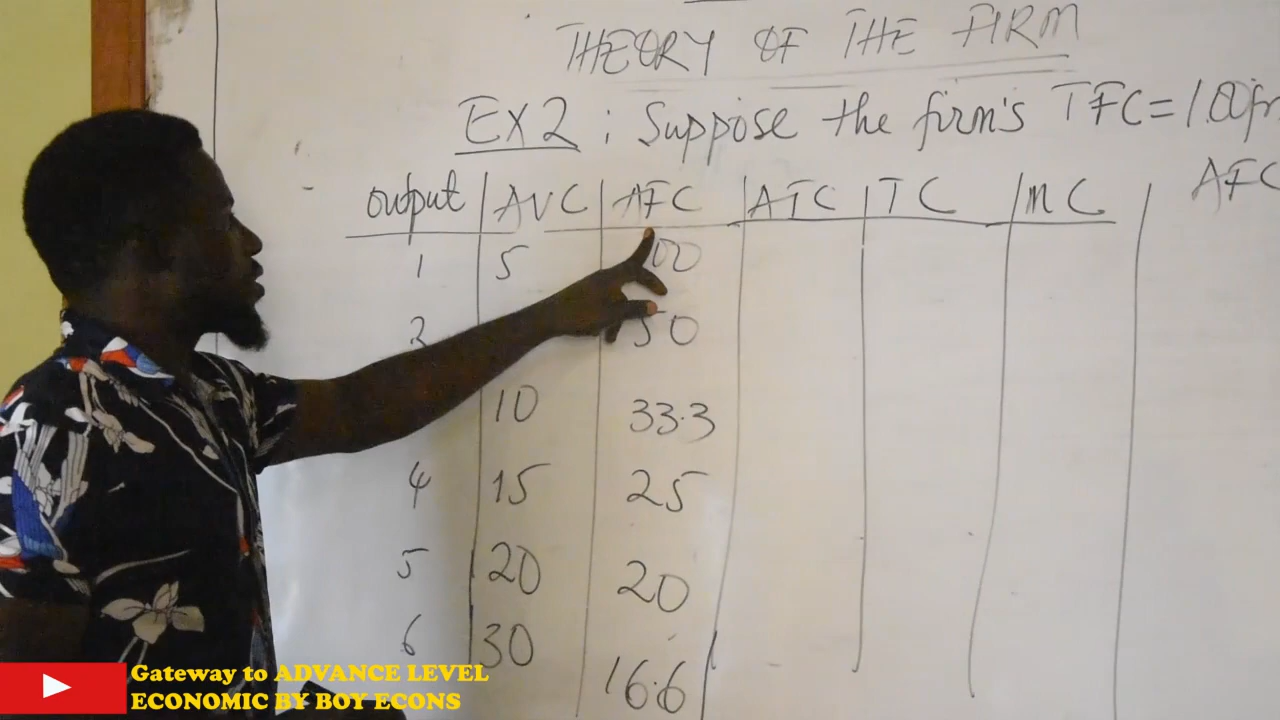 THEORY OF THE FIRM
EX2 : Suppose the firm's TFC=100fr
output AVC AFC ATC TC MC AFC
1 5 00
2 50
10 33.3
4 15 25
5 20 20
6 30 16.6
Gateway to ADVANCE LEVEL
ECONOMIC BY BOY ECONS